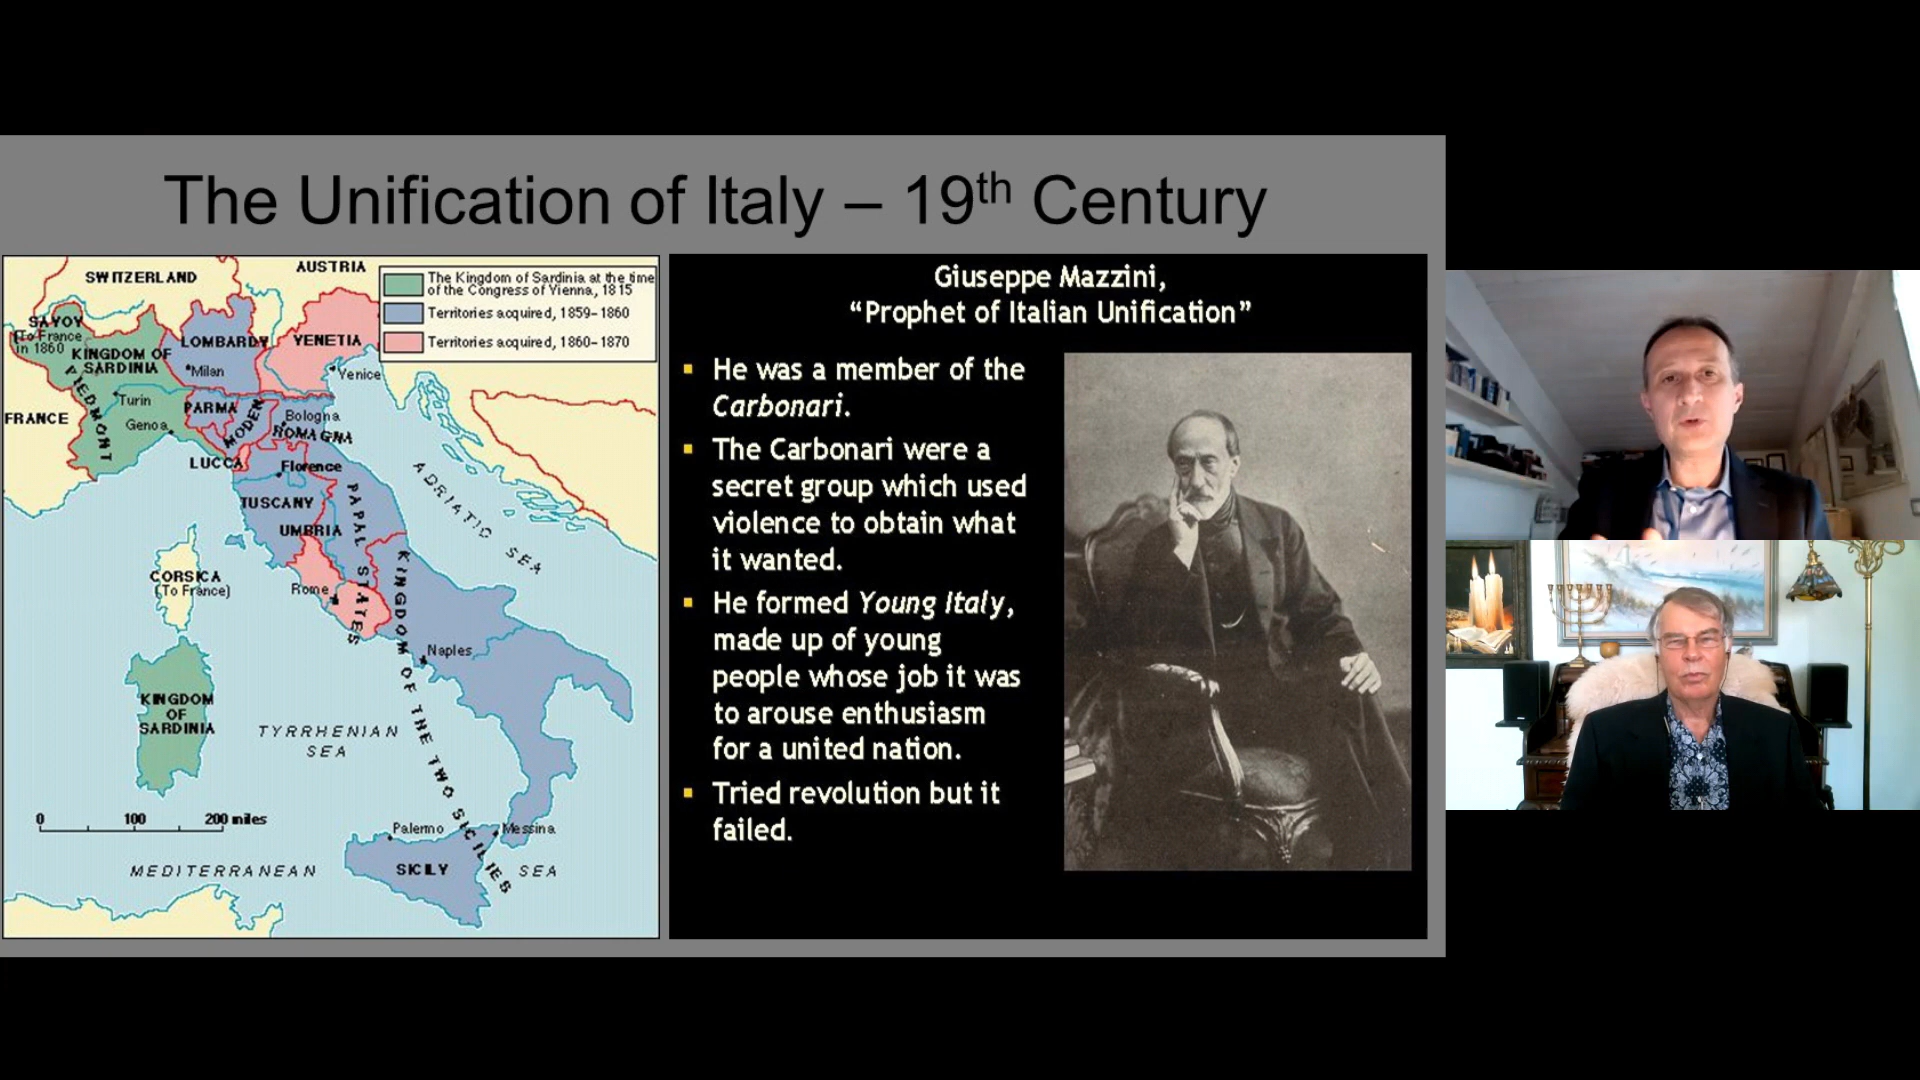 The Unification of Italy – 19th Century
SWITZERLAND
AUSTRIA
The Kingdom of Sardinia at the time
of the Congress of Vienna, 1815
Territories acquired, 1859–1860
Territories acquired, 1860–1870
SAVOY
(To France
in 1860
KINGDOM OF
SARDINIA
PIEDMONT
LOMBARDY
Milan
VENETIA
Venice
FRANCE
Turin
Genoa
PARMA
MODEN
Bologna
ROMAGNA
LUCCA
Florence
TUSCANY
UMBRIA
PAPAL STATES
ADRIATIC SEA
CORSICA
(To France)
Rome
KINGDOM OF THE TWO SICILIES
Naples
KINGDOM
OF
SARDINIA
TYRRHENIAN
SEA
0 100 200 miles
Palermo
Messina
MEDITERRANEAN SEA
SICILY
Giuseppe Mazzini,
“Prophet of Italian Unification”
▪ He was a member of the
Carbonari.
▪ The Carbonari were a
secret group which used
violence to obtain what
it wanted.
▪ He formed Young Italy,
made up of young
people whose job it was
to arouse enthusiasm
for a united nation.
▪ Tried revolution but it
failed.